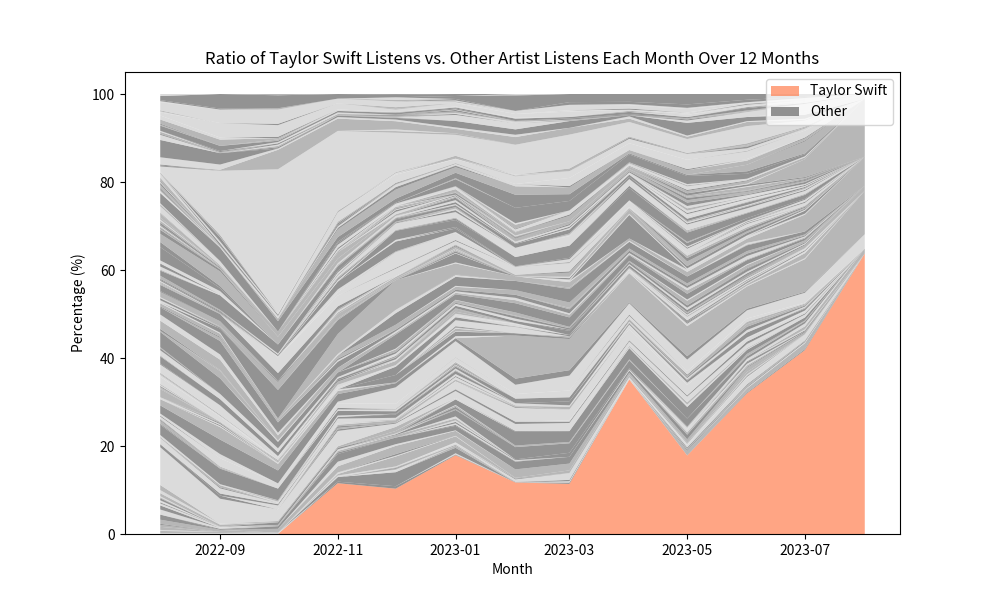 Ratio of Taylor Swift Listens vs. Other Artist Listens Each Month Over 12 Months
Taylor Swift
Other
Percentage (%)
100
80
60
40
20
0
2022-09 2022-11 2023-01 2023-03 2023-05 2023-07
Month